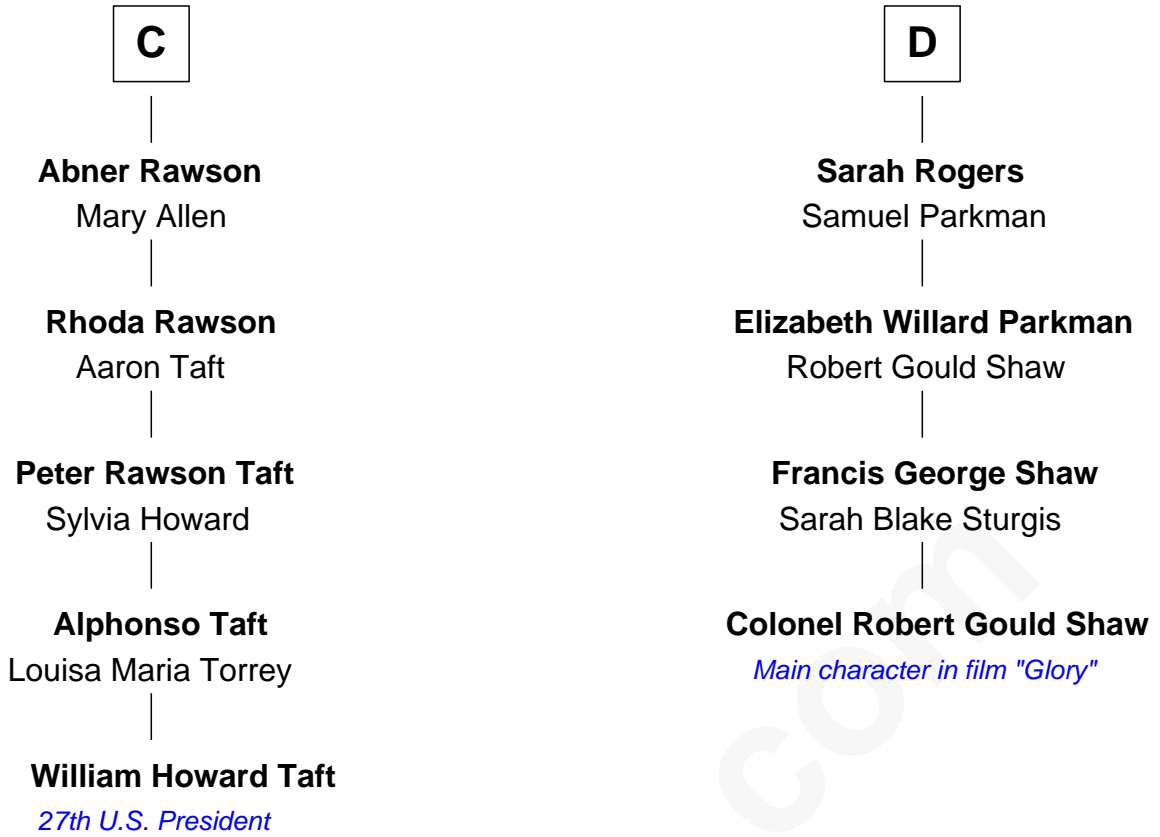 C
Abner Rawson
Mary Allen
Rhoda Rawson
Aaron Taft
Peter Rawson Taft
Sylvia Howard
Alphonso Taft
Louisa Maria Torrey
William Howard Taft
27th U.S. President
D
Sarah Rogers
Samuel Parkman
Elizabeth Willard Parkman
Robert Gould Shaw
Francis George Shaw
Sarah Blake Sturgis
Colonel Robert Gould Shaw
Main character in film "Glory"
com